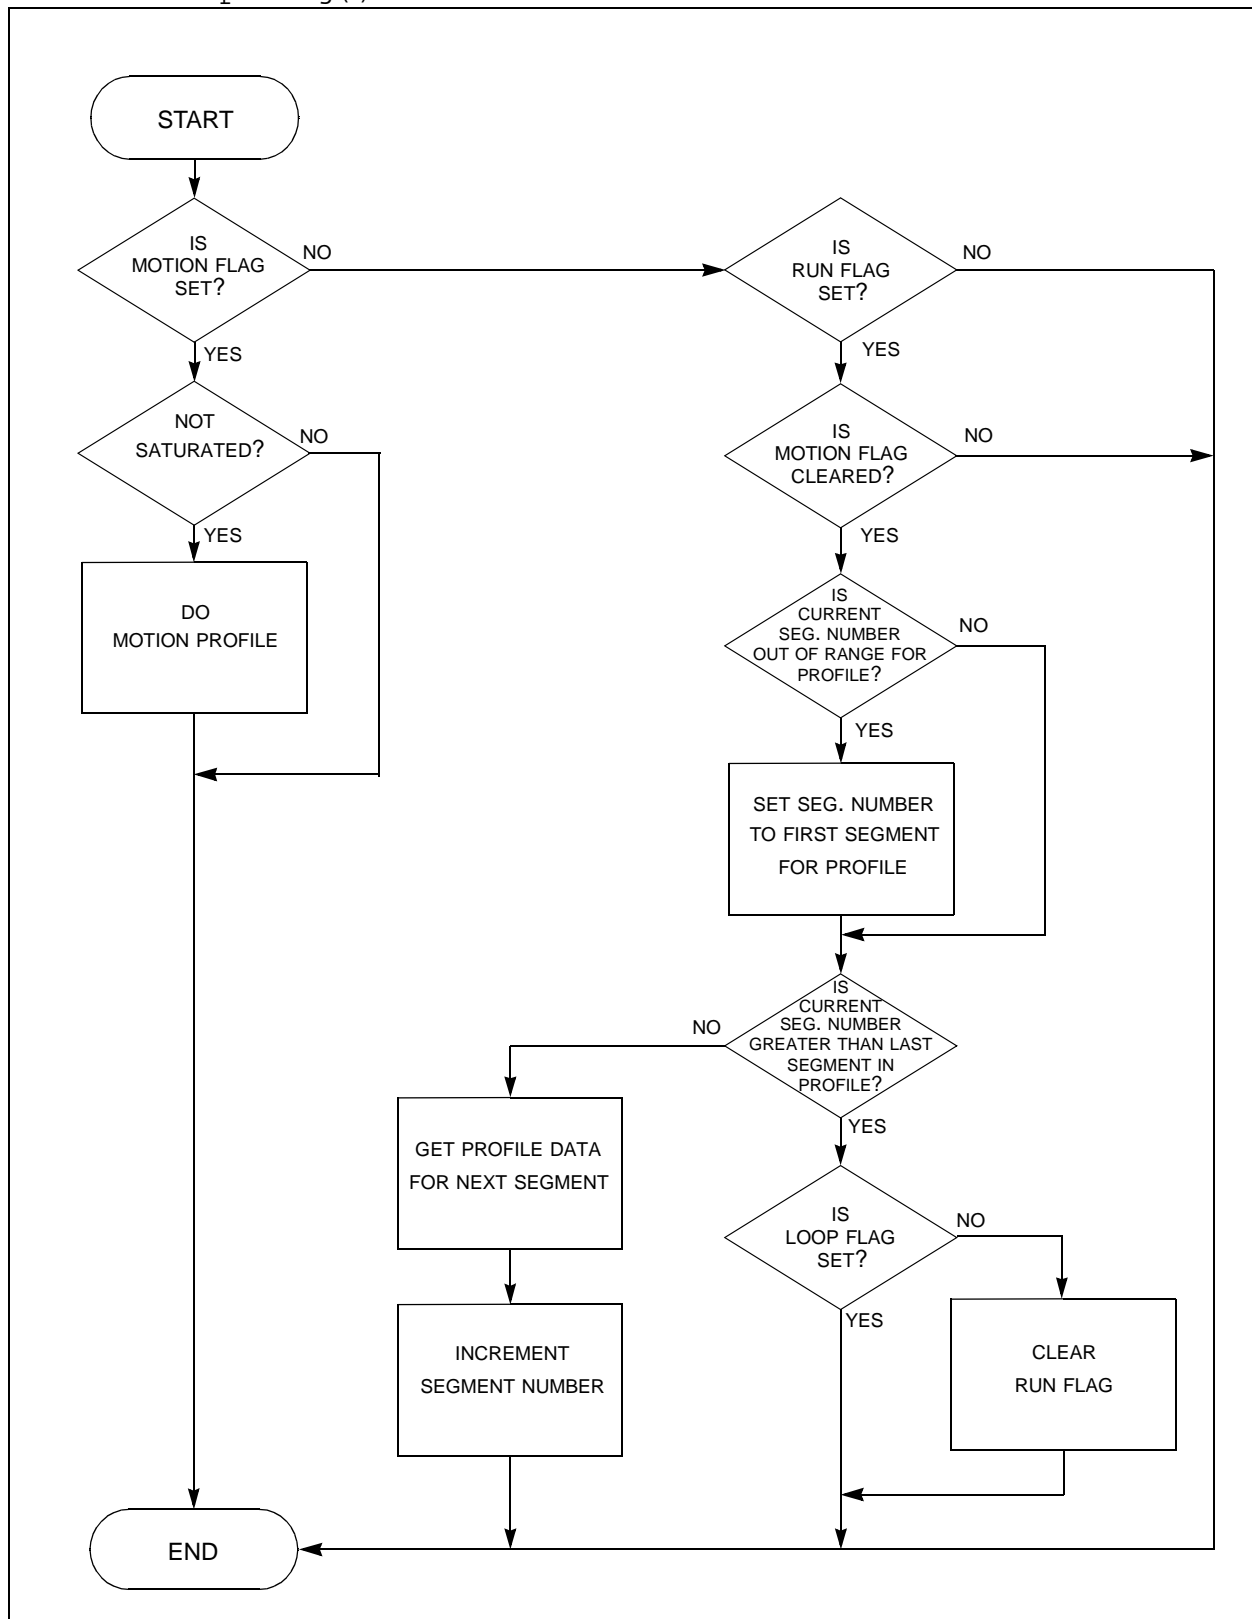 START
IS
MOTION FLAG
SET?
NO
YES
NOT
SATURATED?
NO
YES
DO
MOTION PROFILE
IS
RUN FLAG
SET?
NO
YES
IS
MOTION FLAG
CLEARED?
NO
YES
IS
CURRENT
SEG. NUMBER
OUT OF RANGE FOR
PROFILE?
NO
YES
SET SEG. NUMBER
TO FIRST SEGMENT
FOR PROFILE
IS
CURRENT
SEG. NUMBER
GREATER THAN LAST
SEGMENT IN
PROFILE?
NO
YES
GET PROFILE DATA
FOR NEXT SEGMENT
INCREMENT
SEGMENT NUMBER
IS
LOOP FLAG
SET?
NO
YES
CLEAR
RUN FLAG
END